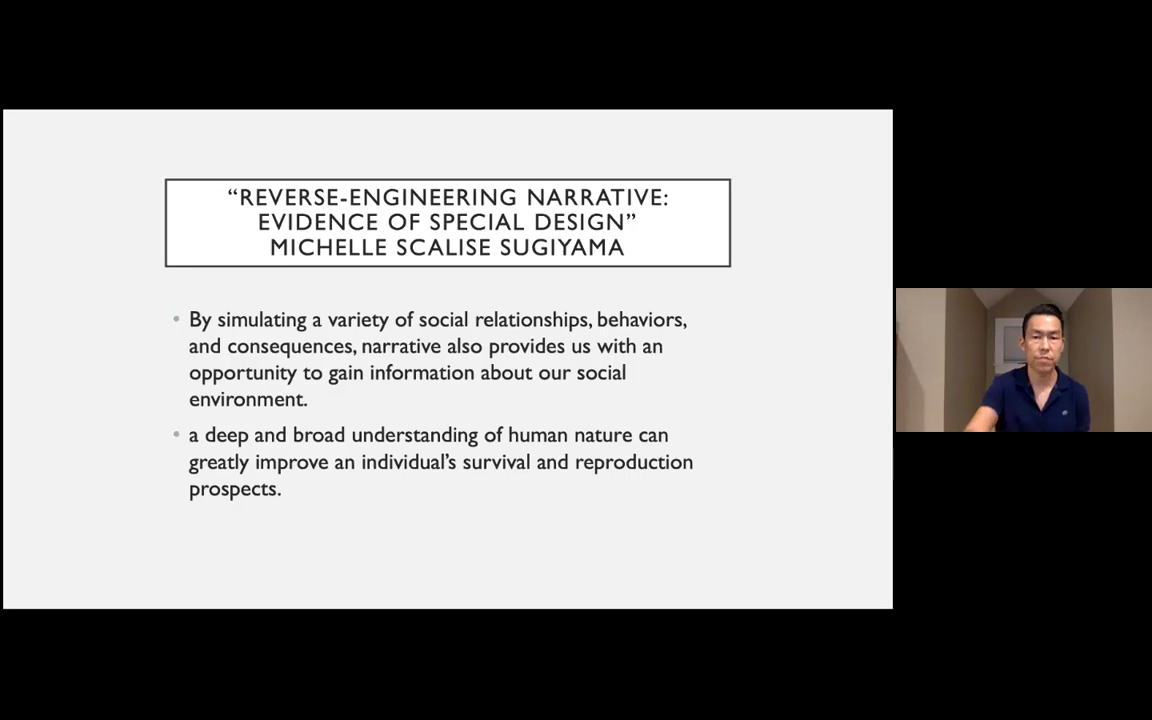 “REVERSE-ENGINEERING NARRATIVE:
EVIDENCE OF SPECIAL DESIGN”
MICHELLE SCALISE SUGIYAMA
• By simulating a variety of social relationships, behaviors,
and consequences, narrative also provides us with an
opportunity to gain information about our social
environment.
• a deep and broad understanding of human nature can
greatly improve an individual’s survival and reproduction
prospects.